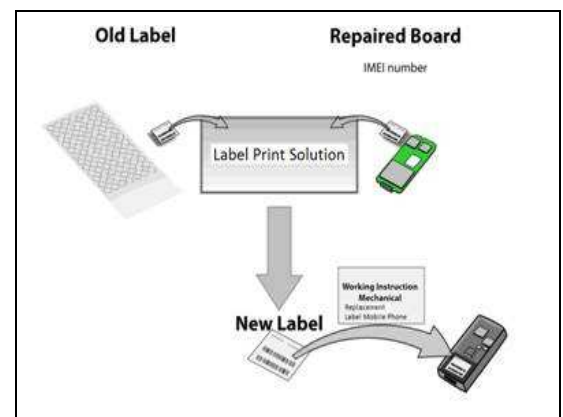 Old Label
Repaired Board
IMEI number
Label Print Solution
Working Instruction
Mechanical
Replacement
Label Mobile Phone
New Label